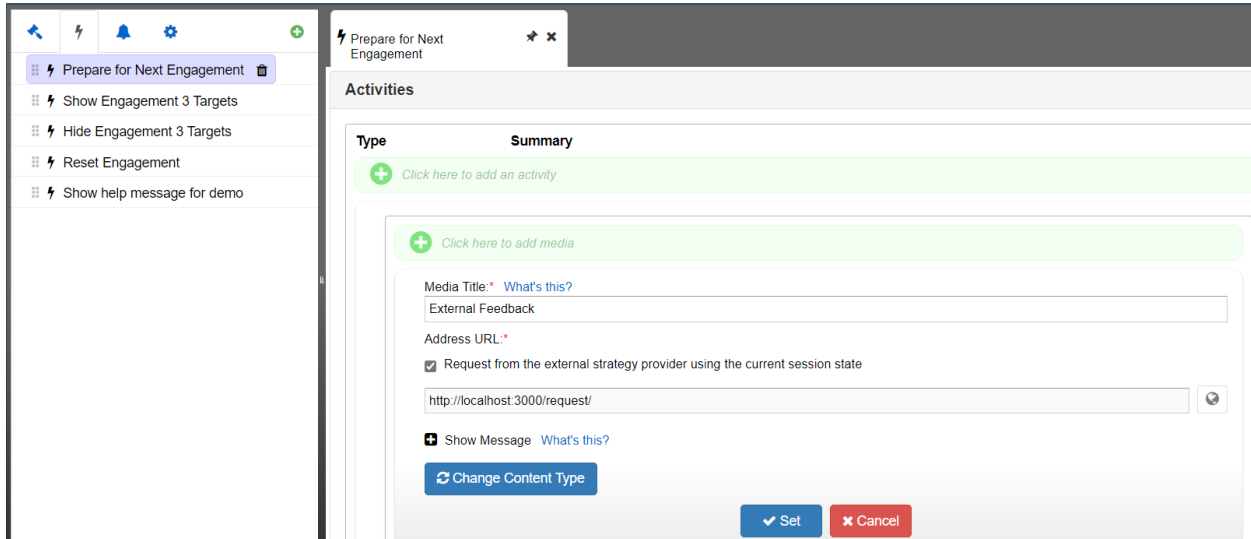 Prepare for Next Engagement
Show Engagement 3 Targets
Hide Engagement 3 Targets
Reset Engagement
Show help message for demo
Prepare for Next
Engagement
Activities
Type Summary
Click here to add an activity
Click here to add media
Media Title:* What's this?
External Feedback
Address URL:*
Request from the external strategy provider using the current session state
http://localhost:3000/request/
Show Message What's this?
Change Content Type
Set Cancel